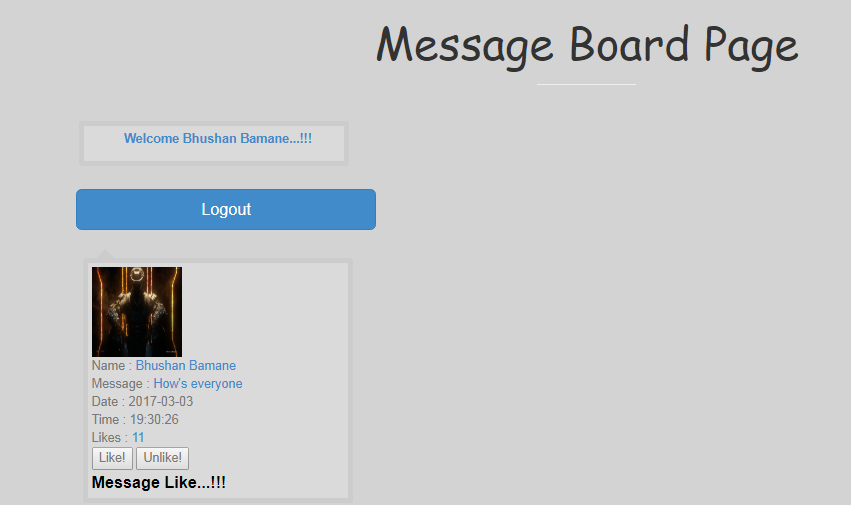 Message Board Page
Welcome Bhushan Bamane...!!!
Logout
Name : Bhushan Bamane
Message : How's everyone
Date : 2017-03-03
Time : 19:30:26
Likes : 11
Like! Unlike!
Message Like...!!!